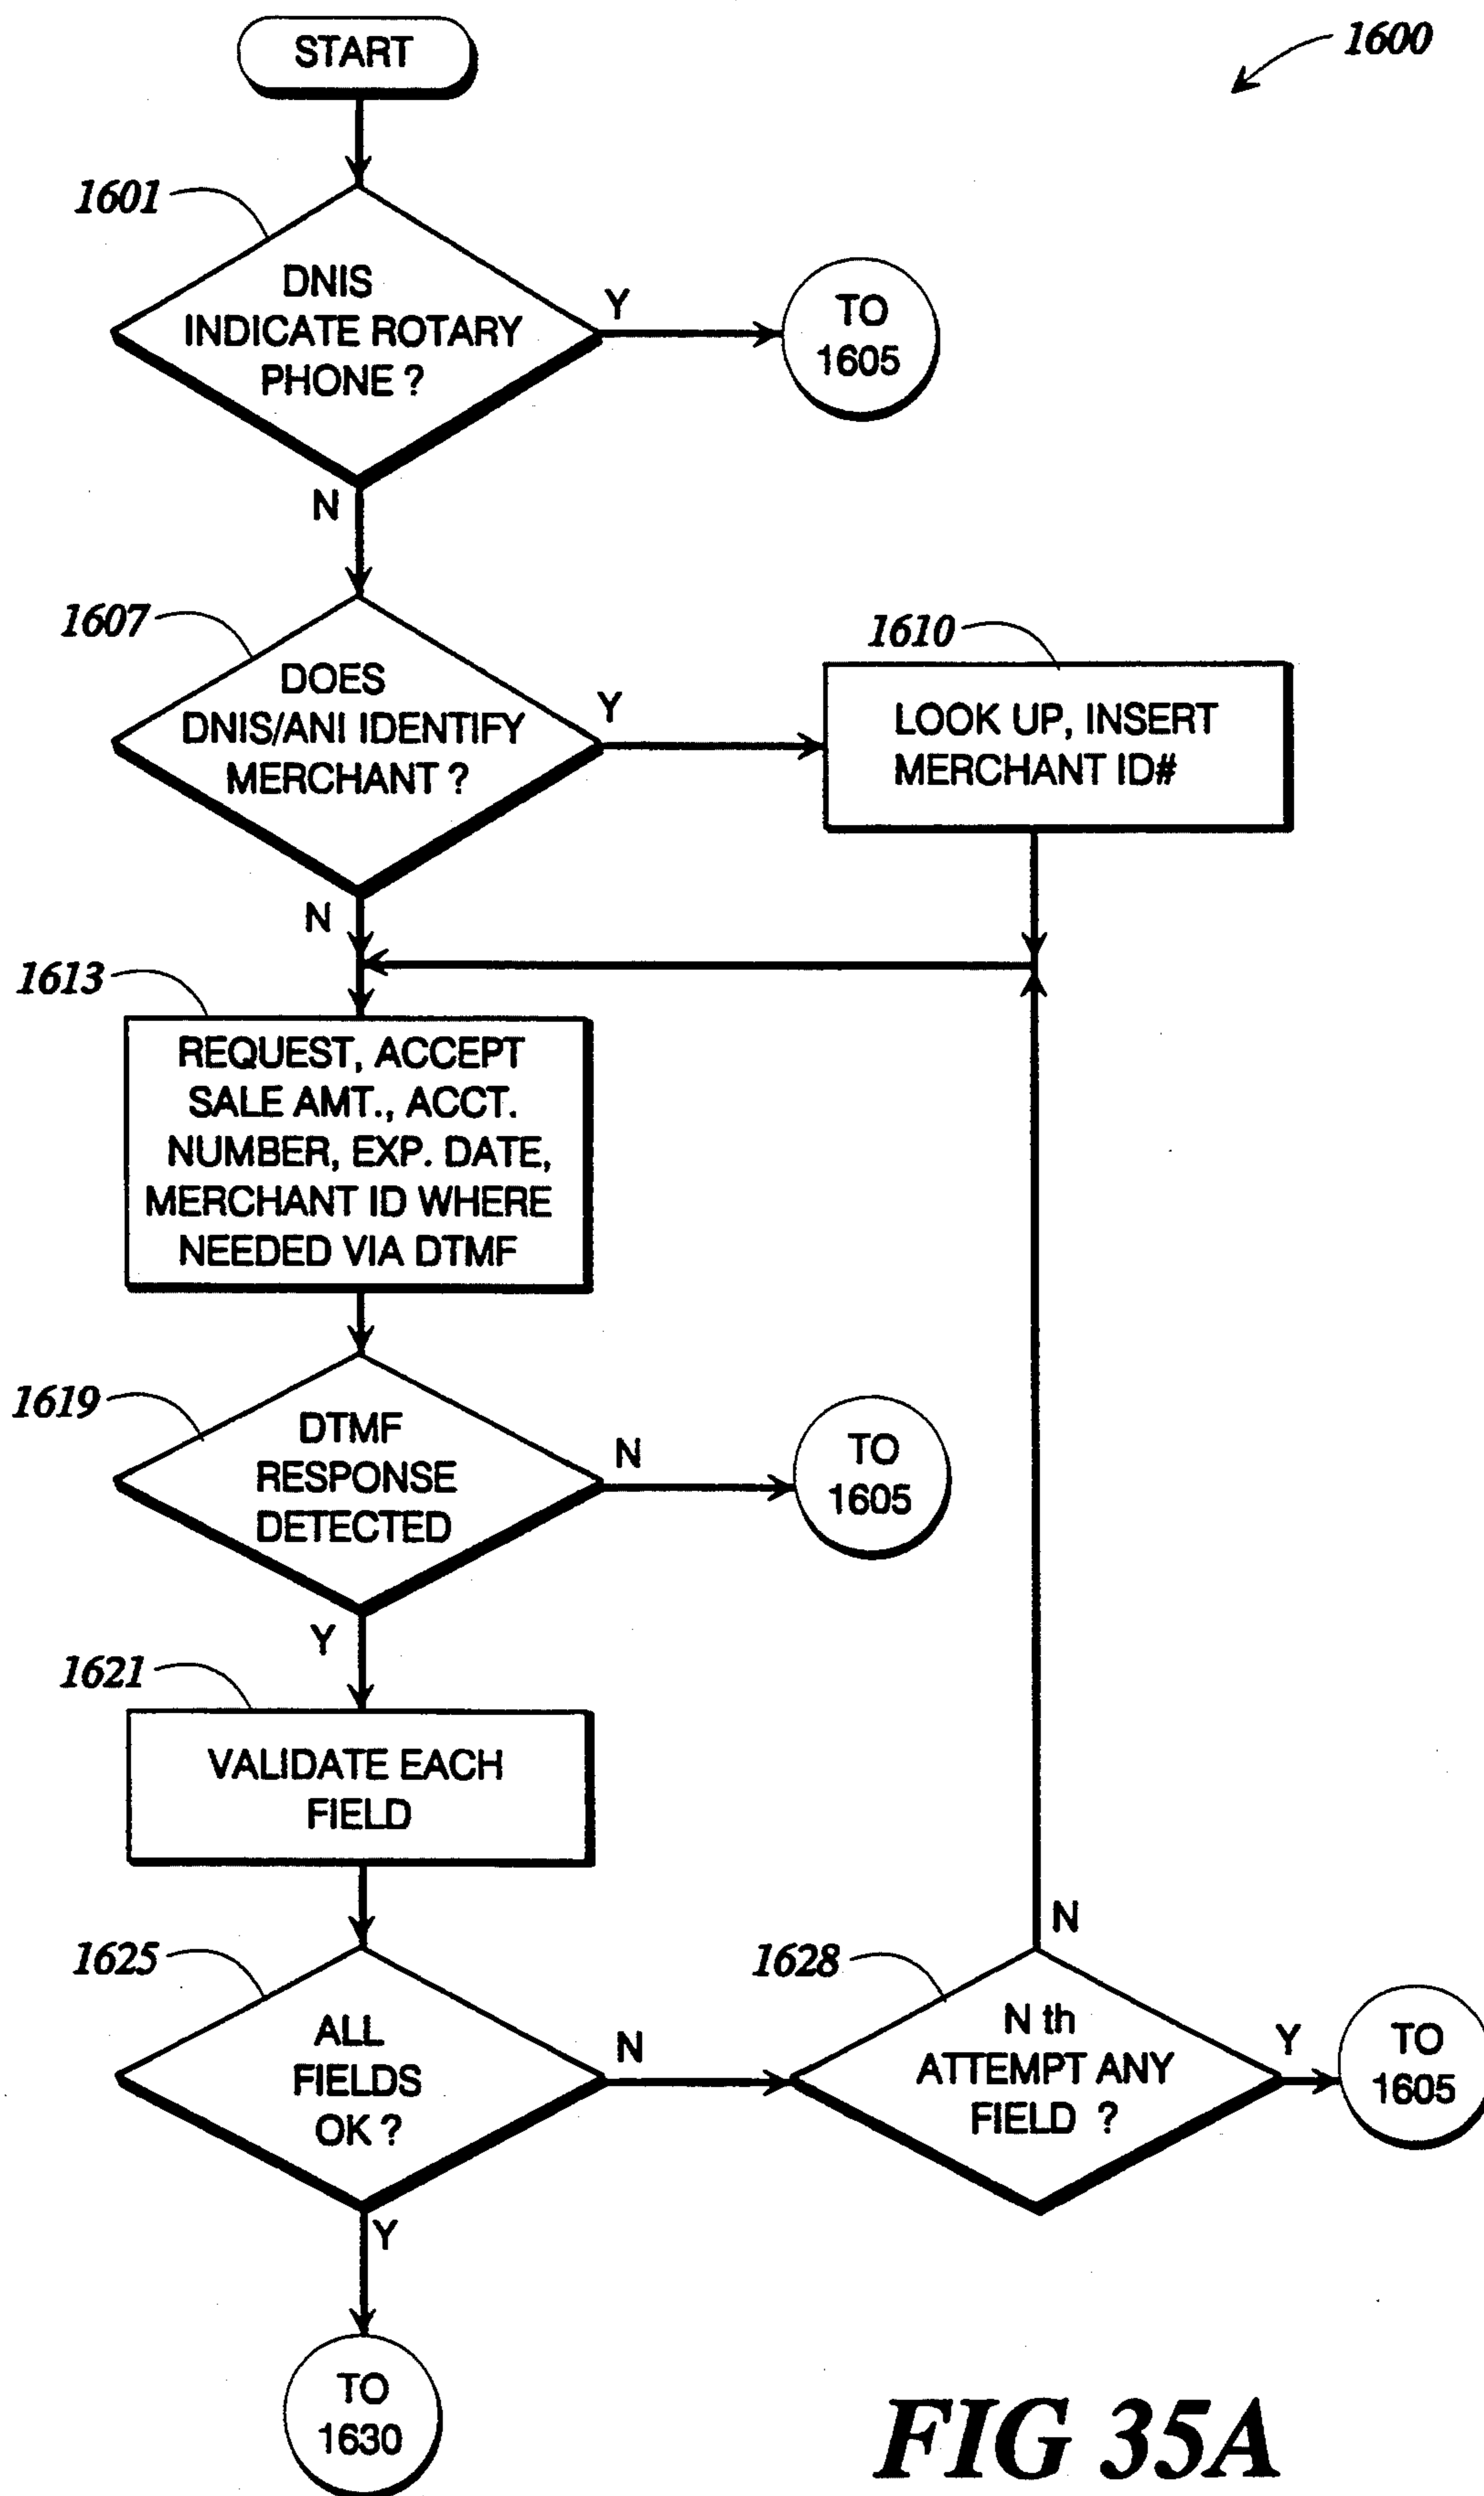 START
1600
1601
DNIS
INDICATE ROTARY
PHONE ?
Y
TO
1605
N
1607
DOES
DNIS/ANI IDENTIFY
MERCHANT ?
Y
1610
LOOK UP, INSERT
MERCHANT ID#
N
1613
REQUEST, ACCEPT
SALE AMT., ACCT.
NUMBER, EXP. DATE,
MERCHANT ID WHERE
NEEDED VIA DTMF
1619
DTMF
RESPONSE
DETECTED
N
TO
1605
Y
1621
VALIDATE EACH
FIELD
1625
ALL
FIELDS
OK ?
N
1628
N th
ATTEMPT ANY
FIELD ?
N
Y
TO
1605
Y
TO
1630
FIG 35A